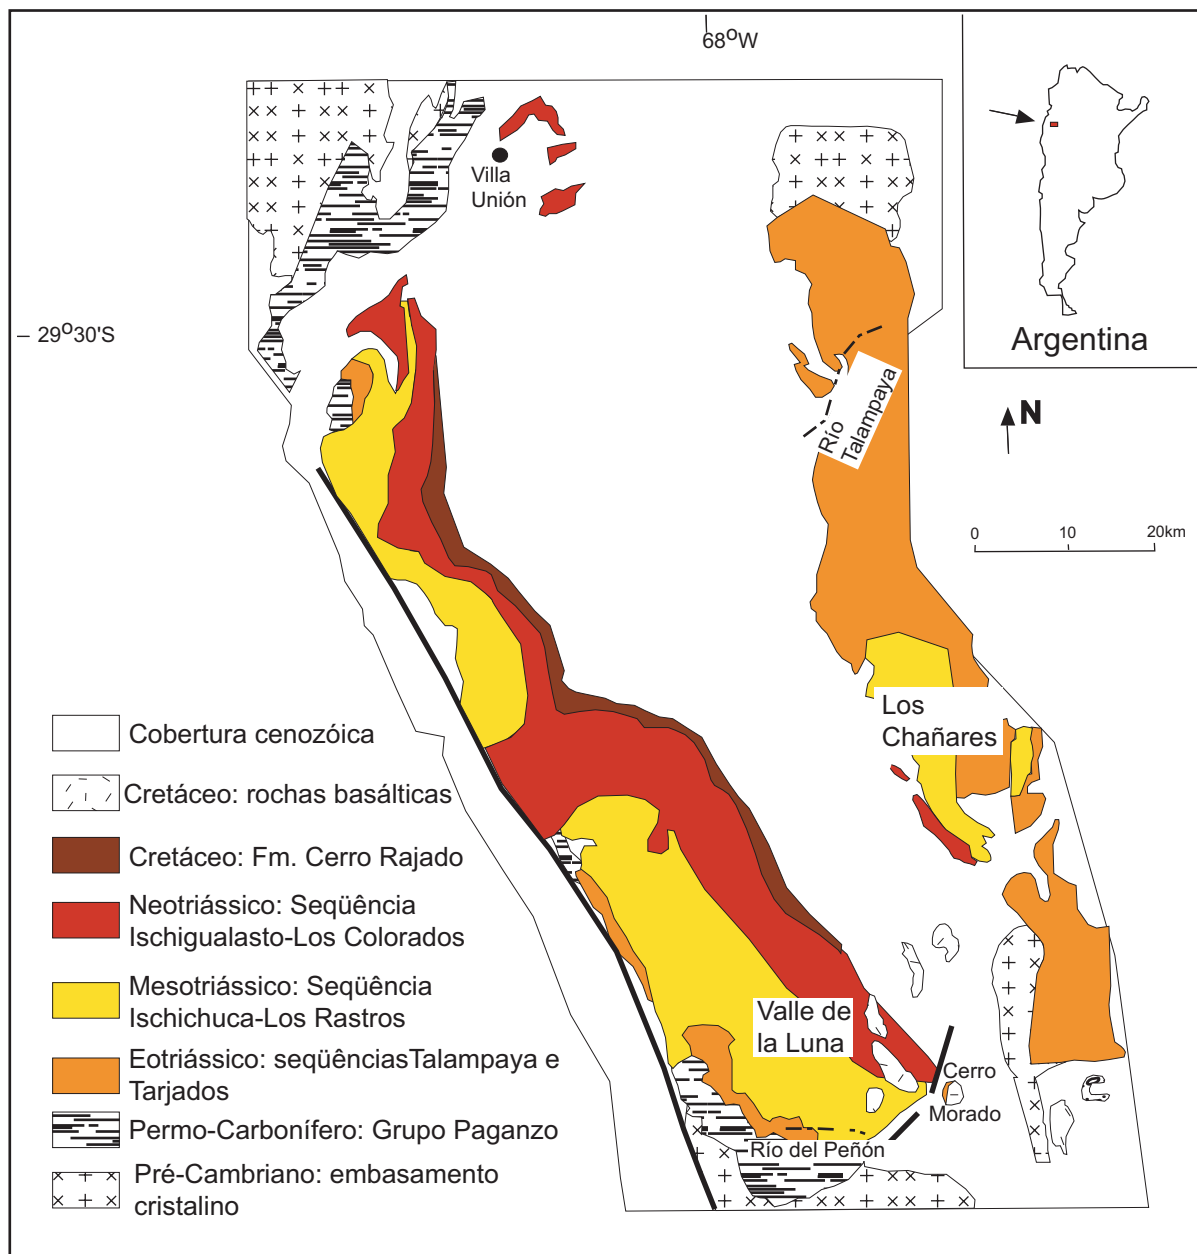 68°W
Villa
Unión
29°30'S
Argentina
N
Río
Talampaya
0 10 20km
Los
Chañares
Cobertura cenozóica
Cretáceo: rochas basálticas
Cretáceo: Fm. Cerro Rajado
Neotriássico: Seqüência
Ischigualasto-Los Colorados
Mesotriássico: Seqüência
Ischichuca-Los Rastros
Eotriássico: seqüênciasTalampaya e
Tarjados
Permo-Carbonífero: Grupo Paganzo
Pré-Cambriano: embasamento
cristalino
Valle de
la Luna
Cerro
Morado
Río del Peñón